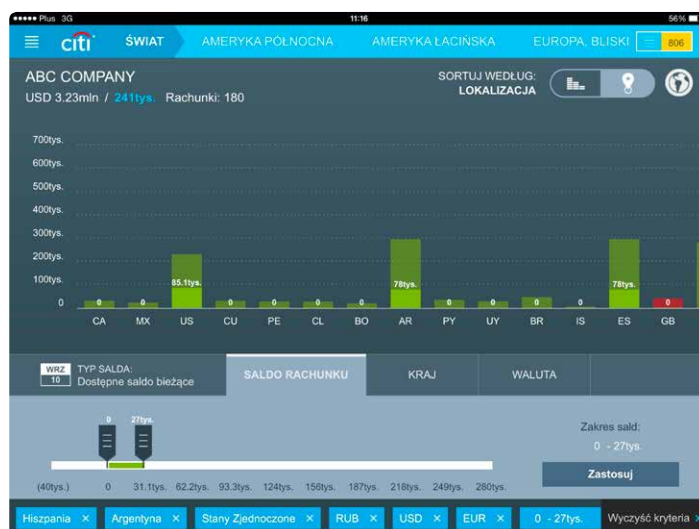 Plus 3G 11:16 56%
citi ŚWIAT AMERYKA PÓŁNOCNA AMERYKA ŁACIŃSKA EUROPA, BLISKI 806
ABC COMPANY
USD 3.23mln / 241tys. Rachunki: 180
SORTUJ WEDŁUG:
LOKALIZACJA
700tys.
600tys.
500tys.
400tys.
300tys.
200tys.
100tys.
0
0 0 85.1tys. 0 0 0 0 78tys. 0 0 0 0 78tys. 0
CA MX US CU PE CL BO AR PY UY BR IS ES GB
WRZ
10
TYP SALDA:
Dostępne saldo bieżące
SALDO RACHUNKU KRAJ WALUTA
0 27tys.
(40tys.) 0 31.1tys. 62.2tys. 93.3tys. 124tys. 156tys. 187tys. 218tys. 249tys. 280tys.
Zakres sald:
0 - 27tys.
Zastosuj
Hiszpania × Argentyna × Stany Zjednoczone × RUB × USD × EUR × 0 - 27tys. Wyczyść kryteria